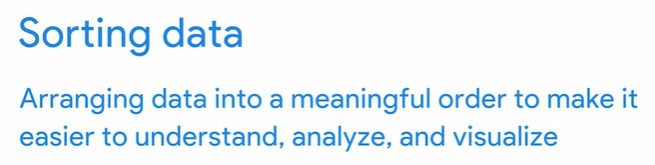 Sorting data
Arranging data into a meaningful order to make it
easier to understand, analyze, and visualize